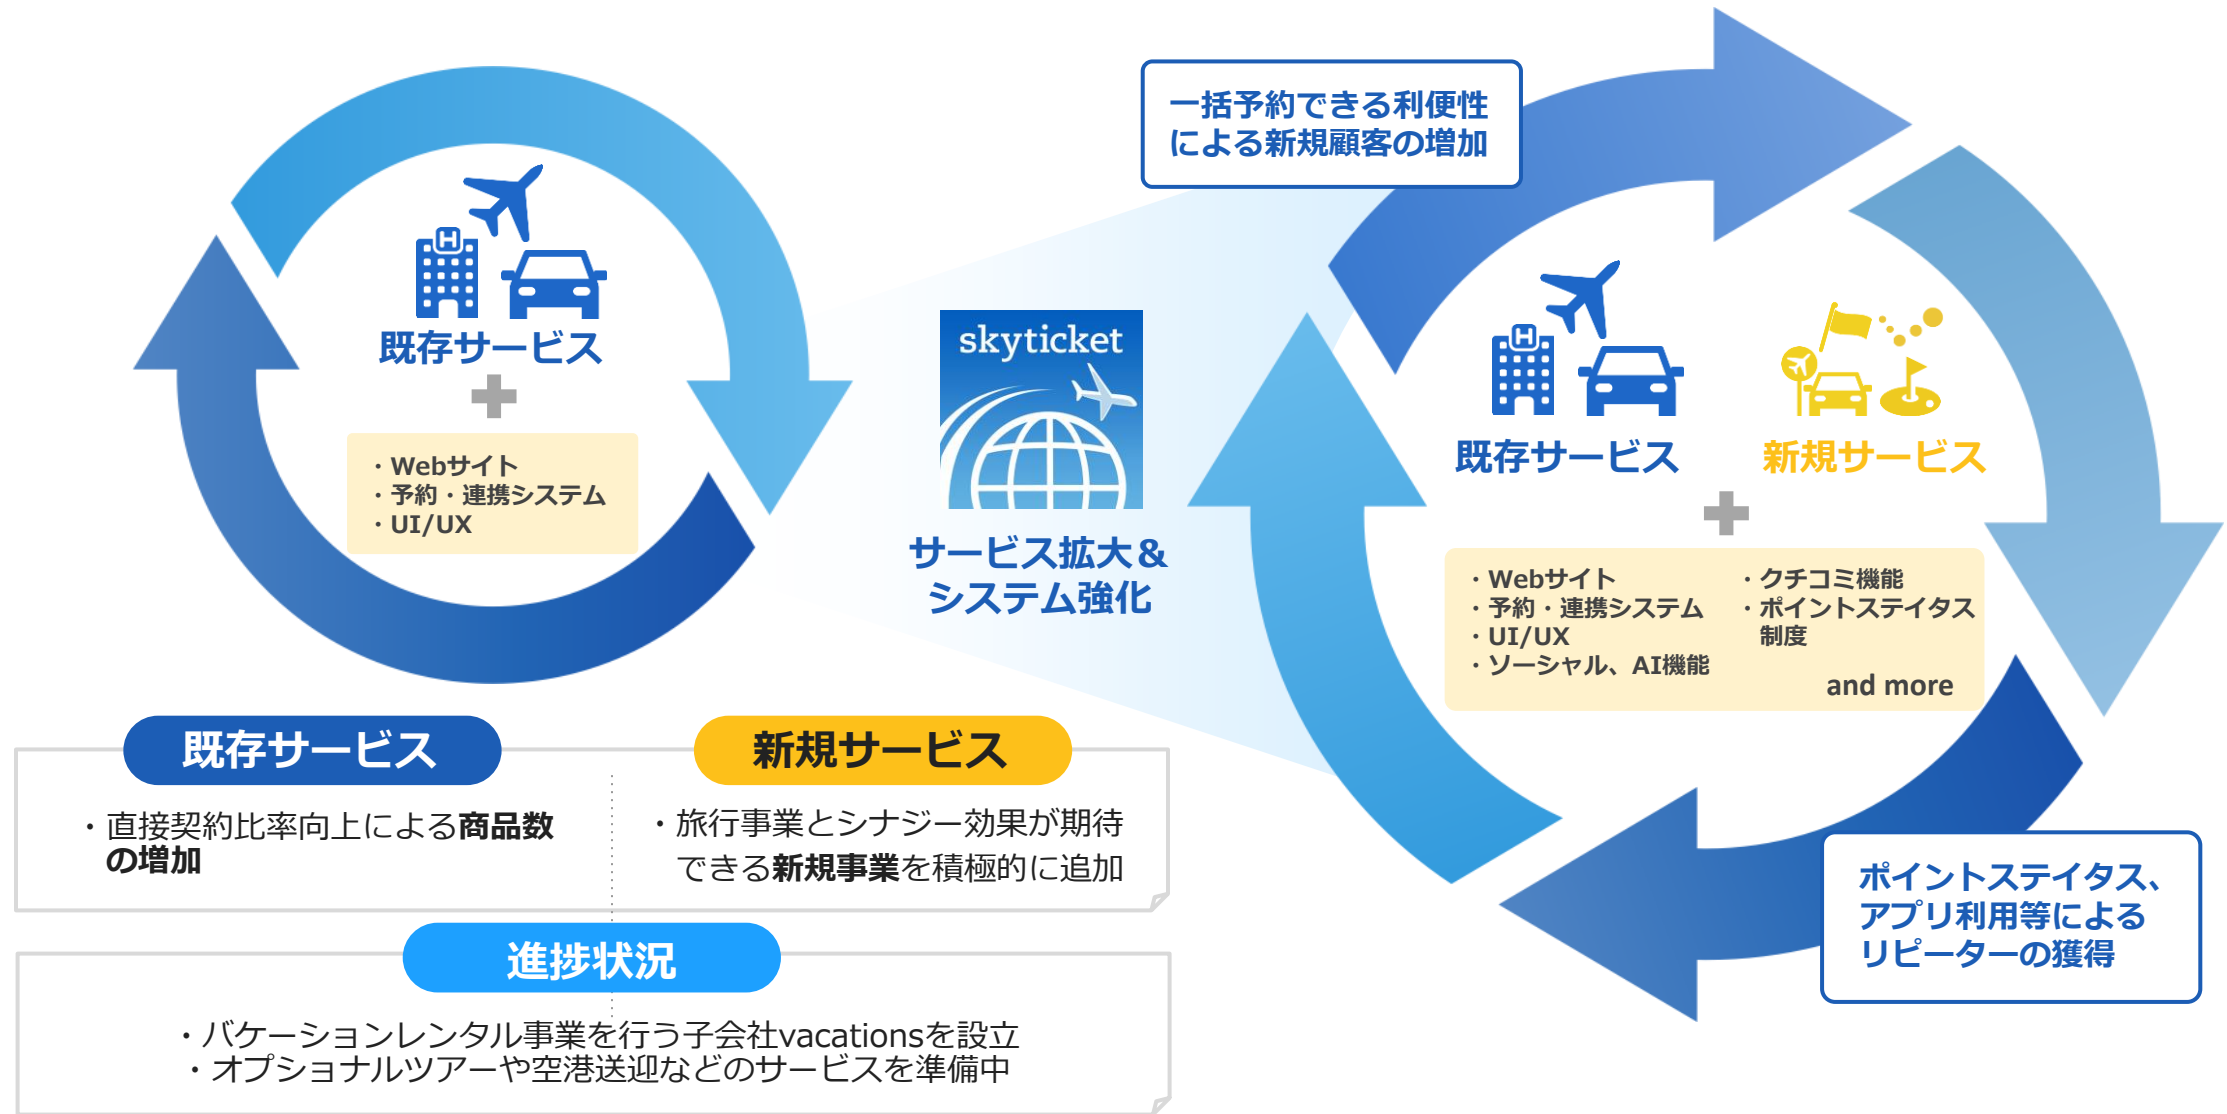 既存サービス
・Webサイト
・予約・連携システム
・UI/UX
skyticket
サービス拡大&
システム強化
一括予約できる利便性
による新規顧客の増加
既存サービス
新規サービス
・Webサイト
・予約・連携システム
・UI/UX
・ソーシャル、AI機能
・クチコミ機能
・ポイントステイタス
制度
and more
ポイントステイタス、
アプリ利用等による
リピーターの獲得
既存サービス
・直接契約比率向上による商品数
の増加
新規サービス
・旅行事業とシナジー効果が期待
できる新規事業を積極的に追加
進捗状況
・バケーションレンタル事業を行う子会社vacationsを設立
・オプショナルツアーや空港送迎などのサービスを準備中
H
H